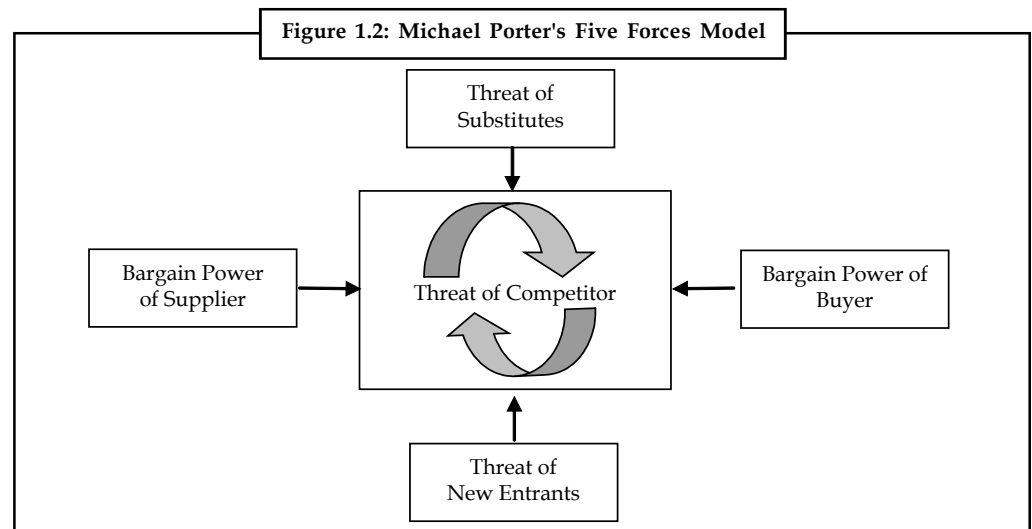 Figure 1.2: Michael Porter's Five Forces Model
Threat of
Substitutes
Bargain Power
of Supplier
Threat of Competitor
Bargain Power of
Buyer
Threat of
New Entrants